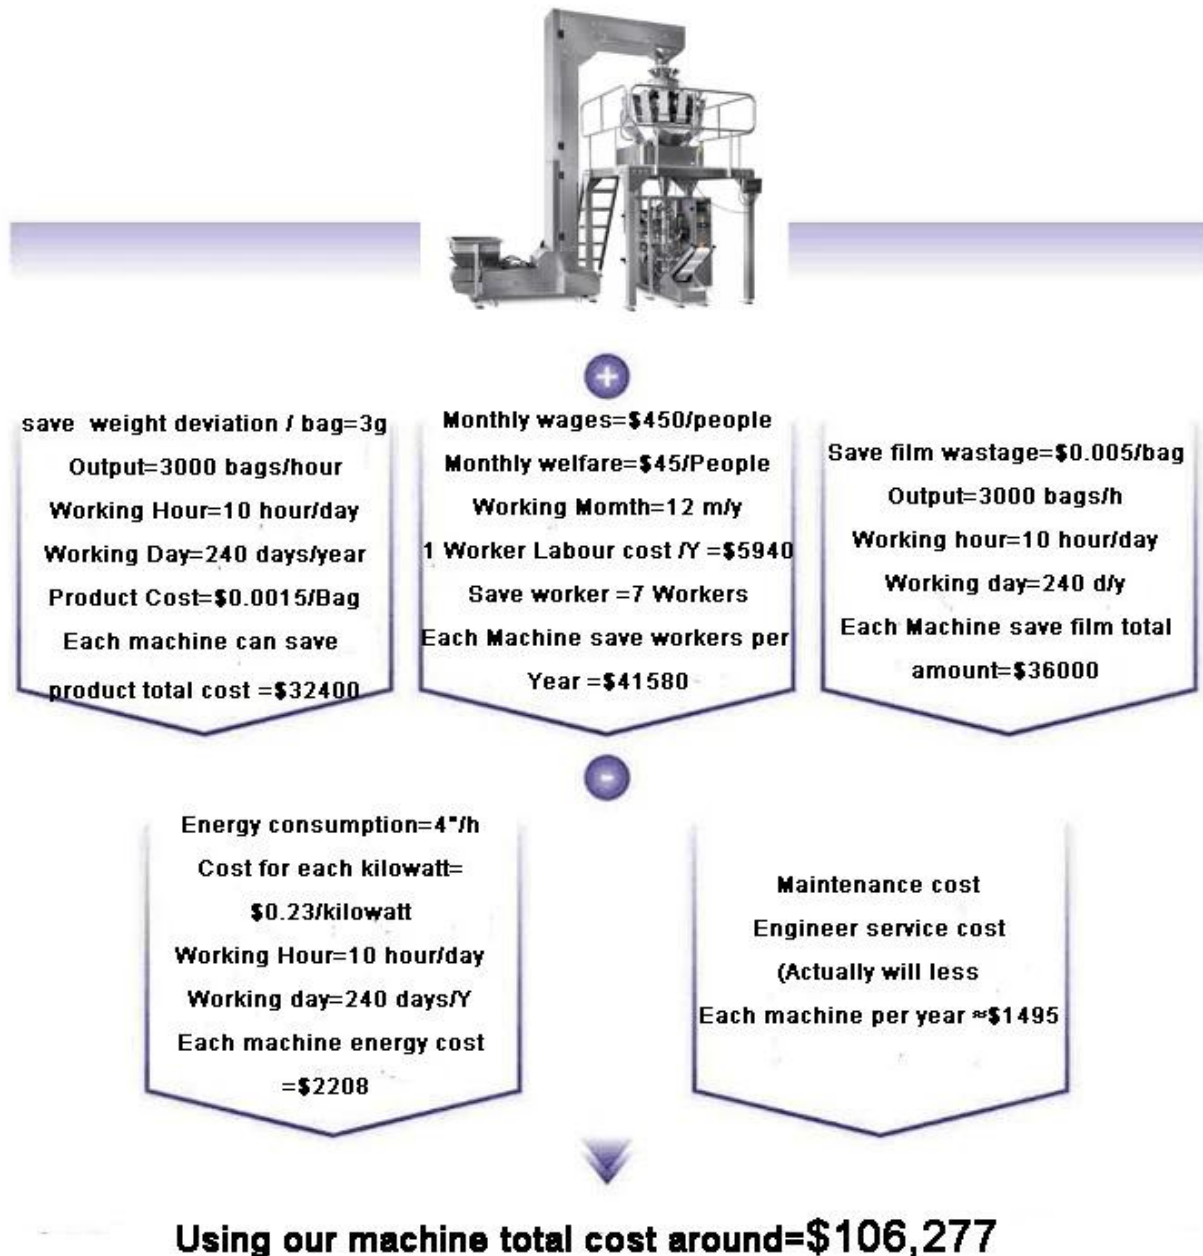 +
save weight deviation / bag=3g
Output=3000 bags/hour
Working Hour=10 hour/day
Working Day=240 days/year
Product Cost=$0.0015/Bag
Each machine can save
product total cost =$32400
Monthly wages=$450/people
Monthly welfare=$45/People
Working Momth=12 m/y
1 Worker Labour cost /Y =$5940
Save worker =7 Workers
Each Machine save workers per
Year =$41580
Save film wastage=$0.005/bag
Output=3000 bags/h
Working hour=10 hour/day
Working day=240 d/y
Each Machine save film total
amount=$36000
-
Energy consumption=4"/h
Cost for each kilowatt=
$0.23/kilowatt
Working Hour=10 hour/day
Working day=240 days/Y
Each machine energy cost
=$2208
Maintenance cost
Engineer service cost
(Actually will less
Each machine per year ≈$1495
Using our machine total cost around=$106,277